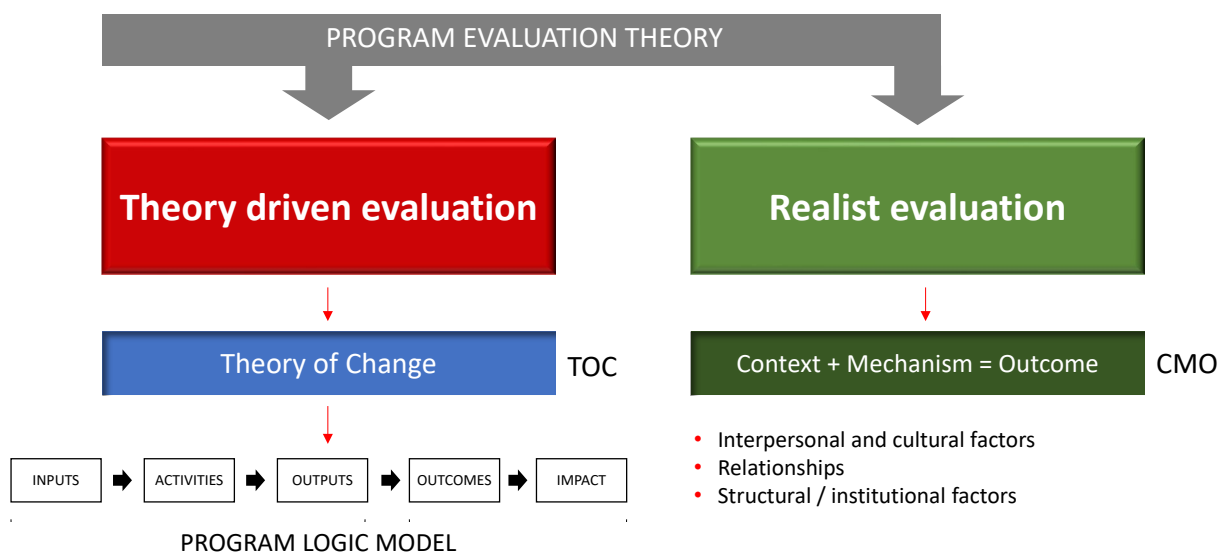 PROGRAM EVALUATION THEORY
Theory driven evaluation
Realist evaluation
Theory of Change
TOC
Context + Mechanism = Outcome
CMO
• Interpersonal and cultural factors
• Relationships
• Structural / institutional factors
INPUTS
ACTIVITIES
OUTPUTS
OUTCOMES
IMPACT
PROGRAM LOGIC MODEL